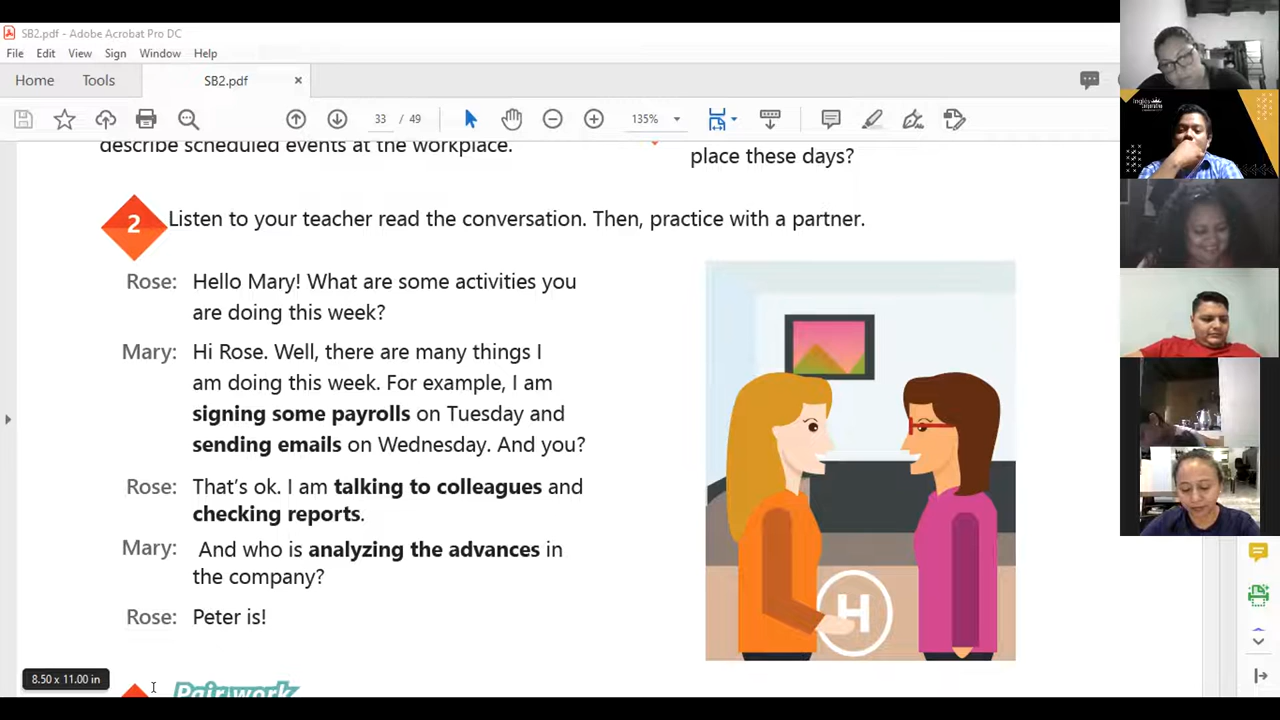 SB2.pdf - Adobe Acrobat Pro DC
File Edit View Sign Window Help
Home Tools SB2.pdf ×
33 / 49 135%
describe scheduled events at the workplace.
place these days?
2 Listen to your teacher read the conversation. Then, practice with a partner.
Rose: Hello Mary! What are some activities you
are doing this week?
Mary: Hi Rose. Well, there are many things I
am doing this week. For example, I am
signing some payrolls on Tuesday and
sending emails on Wednesday. And you?
Rose: That's ok. I am talking to colleagues and
checking reports.
Mary: And who is analyzing the advances in
the company?
Rose: Peter is!
H
8.50 x 11.00 in
Pair work